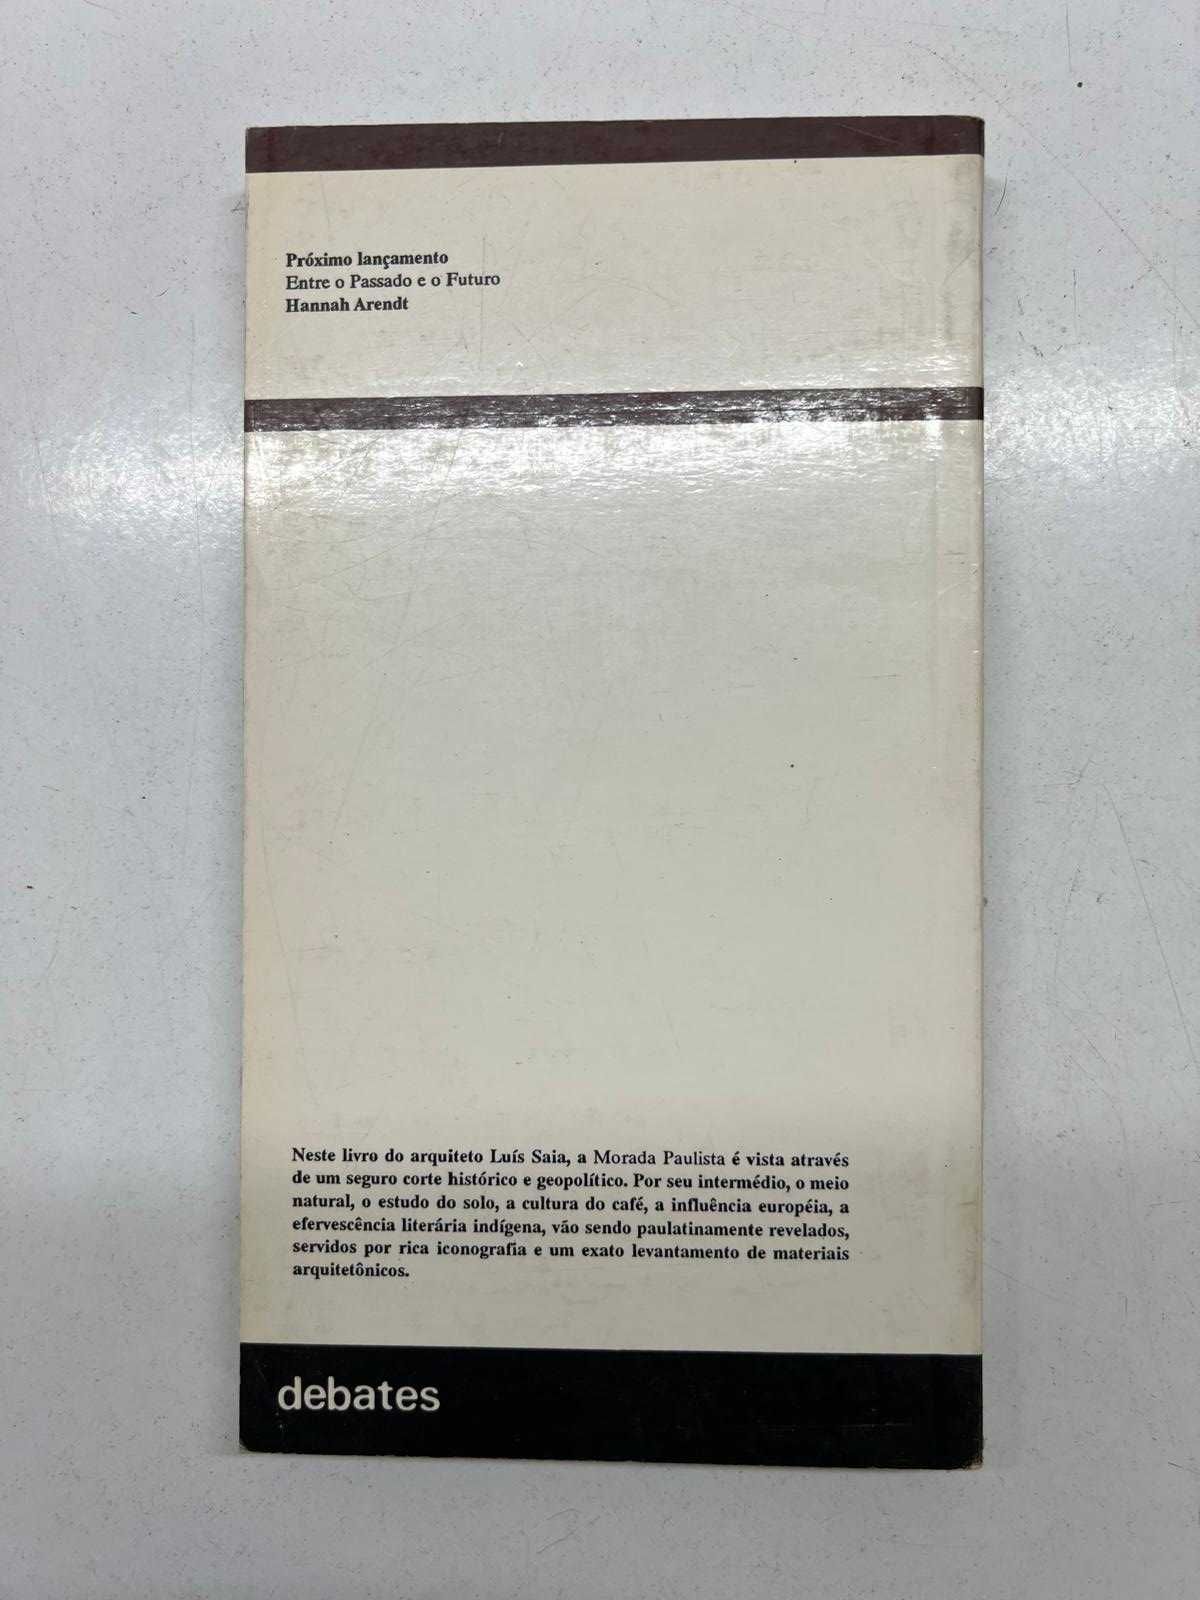 Próximo lançamento
Entre o Passado e o Futuro
Hannah Arendt
Neste livro do arquiteto Luís Saia, a Morada Paulista é vista através
de um seguro corte histórico e geopolítico. Por seu intermédio, o meio
natural, o estudo do solo, a cultura do café, a influência européia, a
efervescência literária indígena, vão sendo paulatinamente revelados,
servidos por rica iconografia e um exato levantamento de materiais
arquitetônicos.
debates